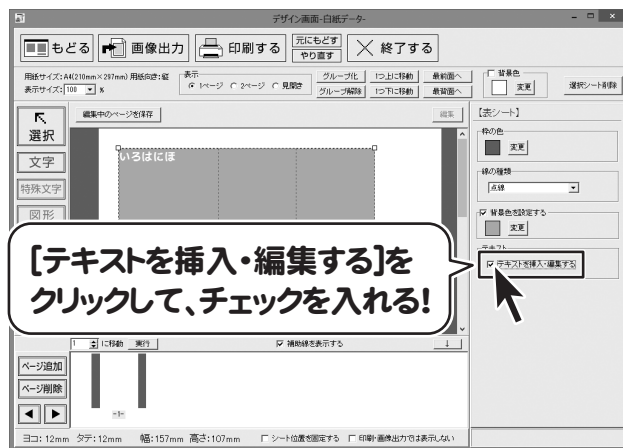 デザイン画面-白紙データ-
もどる
画像出力
印刷する
元にもどす
やり直す
終了する
用紙サイズ:A4(210mm×297mm) 用紙向き:縦
表示サイズ: 100 %
表示
1ページ 2ページ 見開き
グループ化
1つ上に移動
最前面へ
グループ解除
1つ下に移動
最背面へ
背景色
変更
選択シート削除
選択
文字
特殊文字
図形
編集中のページを保存
編集
いろはにほ
【表シート】
枠の色
変更
線の種類
点線
背景色を設定する
変更
テキスト
テキストを挿入・編集する
[テキストを挿入・編集する]を
クリックして、チェックを入れる!
1 に移動 実行
補助線を表示する
↓
ページ追加
ページ削除
-1-
ヨコ: 12mm タテ: 12mm 幅: 157mm 高さ: 107mm
シート位置を固定する
印刷・画像出力では表示しない